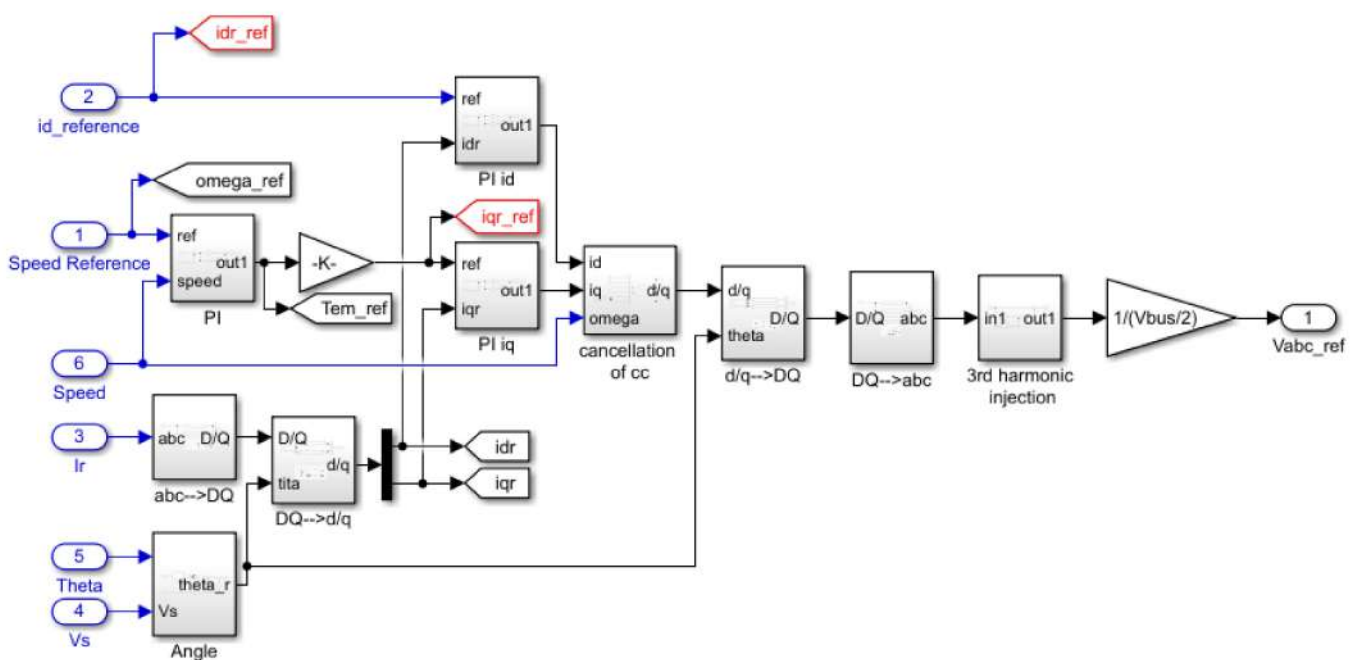 idr_ref
2
id_reference
ref
idr
out1
PI id
omega_ref
iqr_ref
1
Speed Reference
ref
speed
out1
PI
-K-
Tem_ref
ref
iqr
out1
PI iq
id
iq
omega
d/q
cancellation
of cc
d/q
theta
D/Q
d/q-->DQ
D/Q
abc
DQ-->abc
in1
out1
3rd harmonic
injection
1/(Vbus/2)
1
Vabc_ref
6
Speed
3
Ir
abc
D/Q
abc-->DQ
D/Q
tita
d/q
DQ-->d/q
idr
iqr
5
Theta
4
Vs
theta_r
Vs
Angle